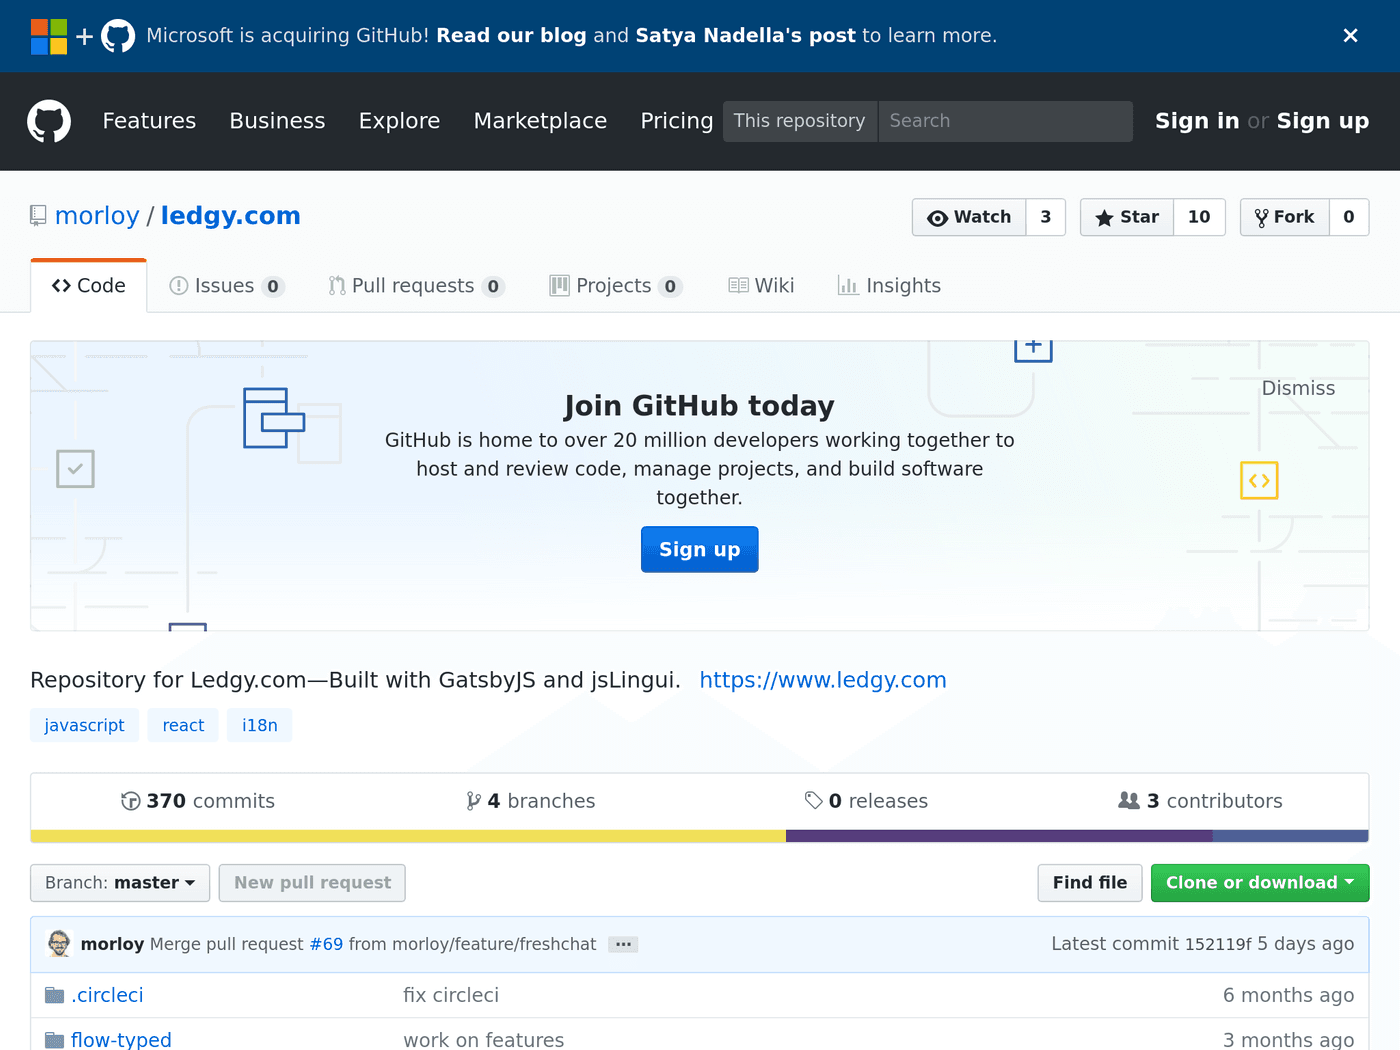 Microsoft is acquiring GitHub! Read our blog and Satya Nadella's post to learn more.
Features Business Explore Marketplace Pricing This repository Search Sign in or Sign up
morloy / ledgy.com Watch 3 Star 10 Fork 0
Code Issues 0 Pull requests 0 Projects 0 Wiki Insights
Dismiss
Join GitHub today
GitHub is home to over 20 million developers working together to
host and review code, manage projects, and build software
together.
Sign up
Repository for Ledgy.com—Built with GatsbyJS and jsLingui. https://www.ledgy.com
javascript react i18n
370 commits 4 branches 0 releases 3 contributors
Branch: master New pull request Find file Clone or download
morloy Merge pull request #69 from morloy/feature/freshchat … Latest commit 152119f 5 days ago
.circleci fix circleci 6 months ago
flow-typed work on features 3 months ago